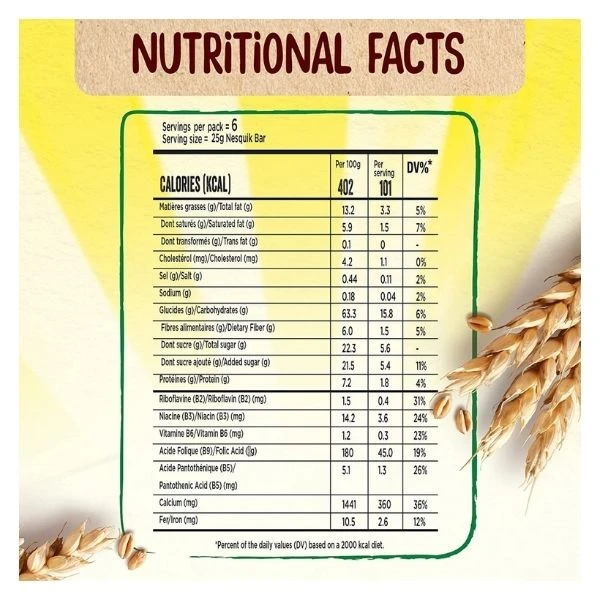 NUTRiTiONAL FACTS
Servings per pack = 6
Serving size = 25g Nesquik Bar
CALORIES (KCAL) Per 100g 402 Per serving 101 DV%*
Matières grasses (g)/Total fat (g) 13.2 3.3 5%
Dont saturés (g)/Saturated fat (g) 5.9 1.5 7%
Dont transformés (g)/Trans fat (g) 0.1 0 -
Cholestérol (mg)/Cholesterol (mg) 4.2 1.1 0%
Sel (g)/Salt (g) 0.44 0.11 2%
Sodium (g) 0.18 0.04 2%
Glucides (g)/Carbohydrates (g) 63.3 15.8 6%
Fibres alimentaires (g)/Dietary Fiber (g) 6.0 1.5 5%
Dont sucre (g)/Total sugar (g) 22.3 5.6 -
Dont sucre ajouté (g)/Added sugar (g) 21.5 5.4 11%
Protéines (g)/Protein (g) 7.2 1.8 4%
Riboflavine (B2)/Riboflavin (B2) (mg) 1.5 0.4 31%
Niacine (B3)/Niacin (B3) (mg) 14.2 3.6 24%
Vitamine B6/Vitamin B6 (mg) 1.2 0.3 23%
Acide Folique (B9)/Folic Acid 180 45.0 19%
Acide Pantothénique (B5)/ 5.1 1.3 26%
Pantothenic Acid (B5) (mg)
Calcium (mg) 1441 360 36%
Fer/Iron (mg) 10.5 2.6 12%
*Percent of the daily values (DV) based on a 2000 kcal diet.